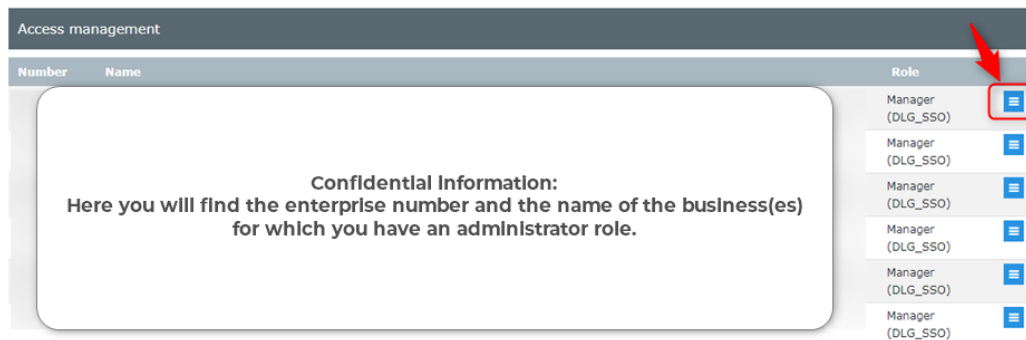 Access management
Number Name Role
Manager
(DLG_SSO)
Manager
(DLG_SSO)
Confidential information:
Here you will find the enterprise number and the name of the business(es)
for which you have an administrator role.
Manager
(DLG_SSO)
Manager
(DLG_SSO)
Manager
(DLG_SSO)
Manager
(DLG_SSO)